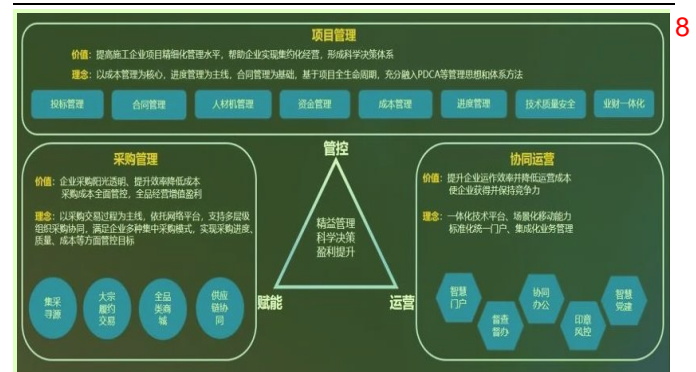 8
项目管理
价值：提高施工企业项目精细化管理水平，帮助企业实现集约化经营，形成科学决策体系
理念：以成本管理为核心，进度管理为主线，合同管理为基础，基于项目全生命周期，充分融入PDCA等管理思想和体系方法
投标管理
合同管理
人材机管理
资金管理
成本管理
进度管理
技术质量安全
业财一体化
采购管理
价值：企业采购阳光透明、提升效率降低成本
采购成本全面管控，全品经营增值盈利
理念：以采购交易过程为主线，依托网络平台，支持多层级
组织采购协同，满足企业多种集中采购模式，实现采购进度、
质量、成本等方面管控目标
集采
寻源
大宗
履约
交易
全品
类商
城
供应
链协
同
管控
精益管理
科学决策
盈利提升
赋能
运营
协同运营
价值：提升企业运作效率并降低运营成本
使企业获得并保持竞争力
理念：一体化技术平台、场景化移动能力
标准化统一门户、集成化业务管理
智慧
门户
督查
督办
协同
办公
印章
风控
智慧
党建